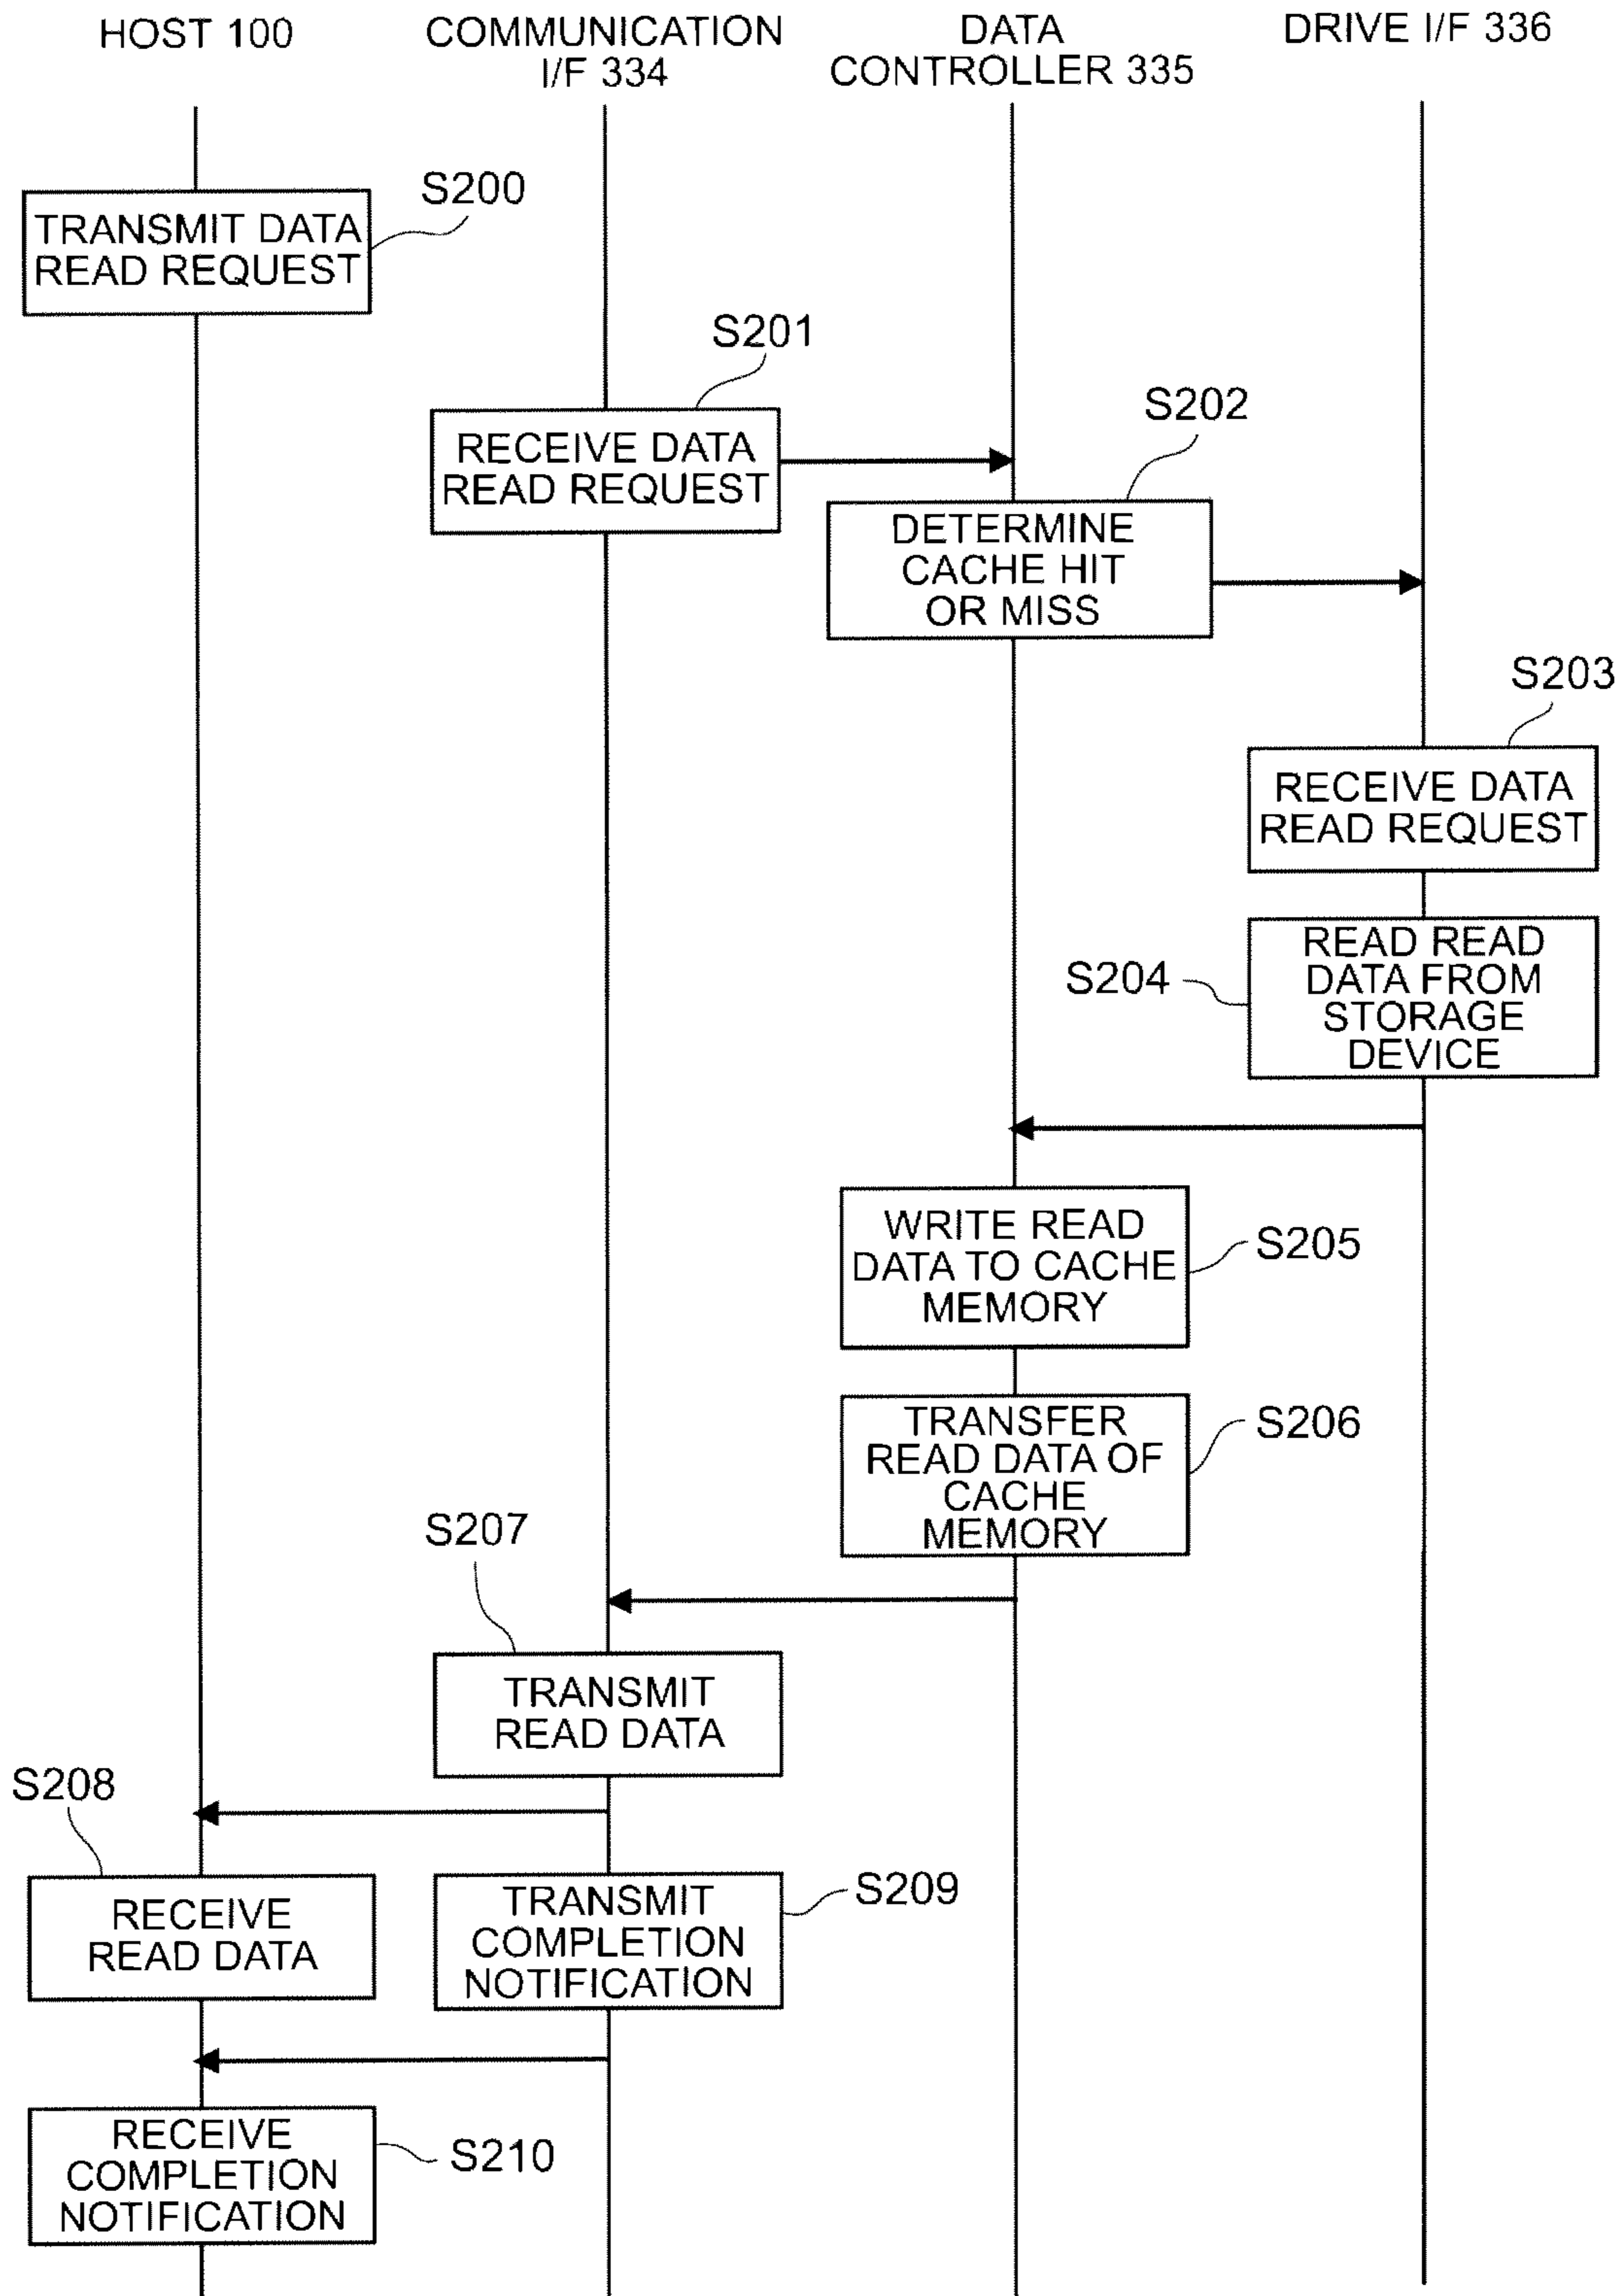 HOST 100
COMMUNICATION
I/F 334
DATA
CONTROLLER 335
DRIVE I/F 336
S200
TRANSMIT DATA
READ REQUEST
S201
RECEIVE DATA
READ REQUEST
S202
DETERMINE
CACHE HIT
OR MISS
S203
RECEIVE DATA
READ REQUEST
S204
READ READ
DATA FROM
STORAGE
DEVICE
WRITE READ
DATA TO CACHE
MEMORY
S205
TRANSFER
READ DATA OF
CACHE
MEMORY
S206
S207
TRANSMIT
READ DATA
S208
RECEIVE
READ DATA
TRANSMIT
COMPLETION
NOTIFICATION
S209
RECEIVE
COMPLETION
NOTIFICATION
S210